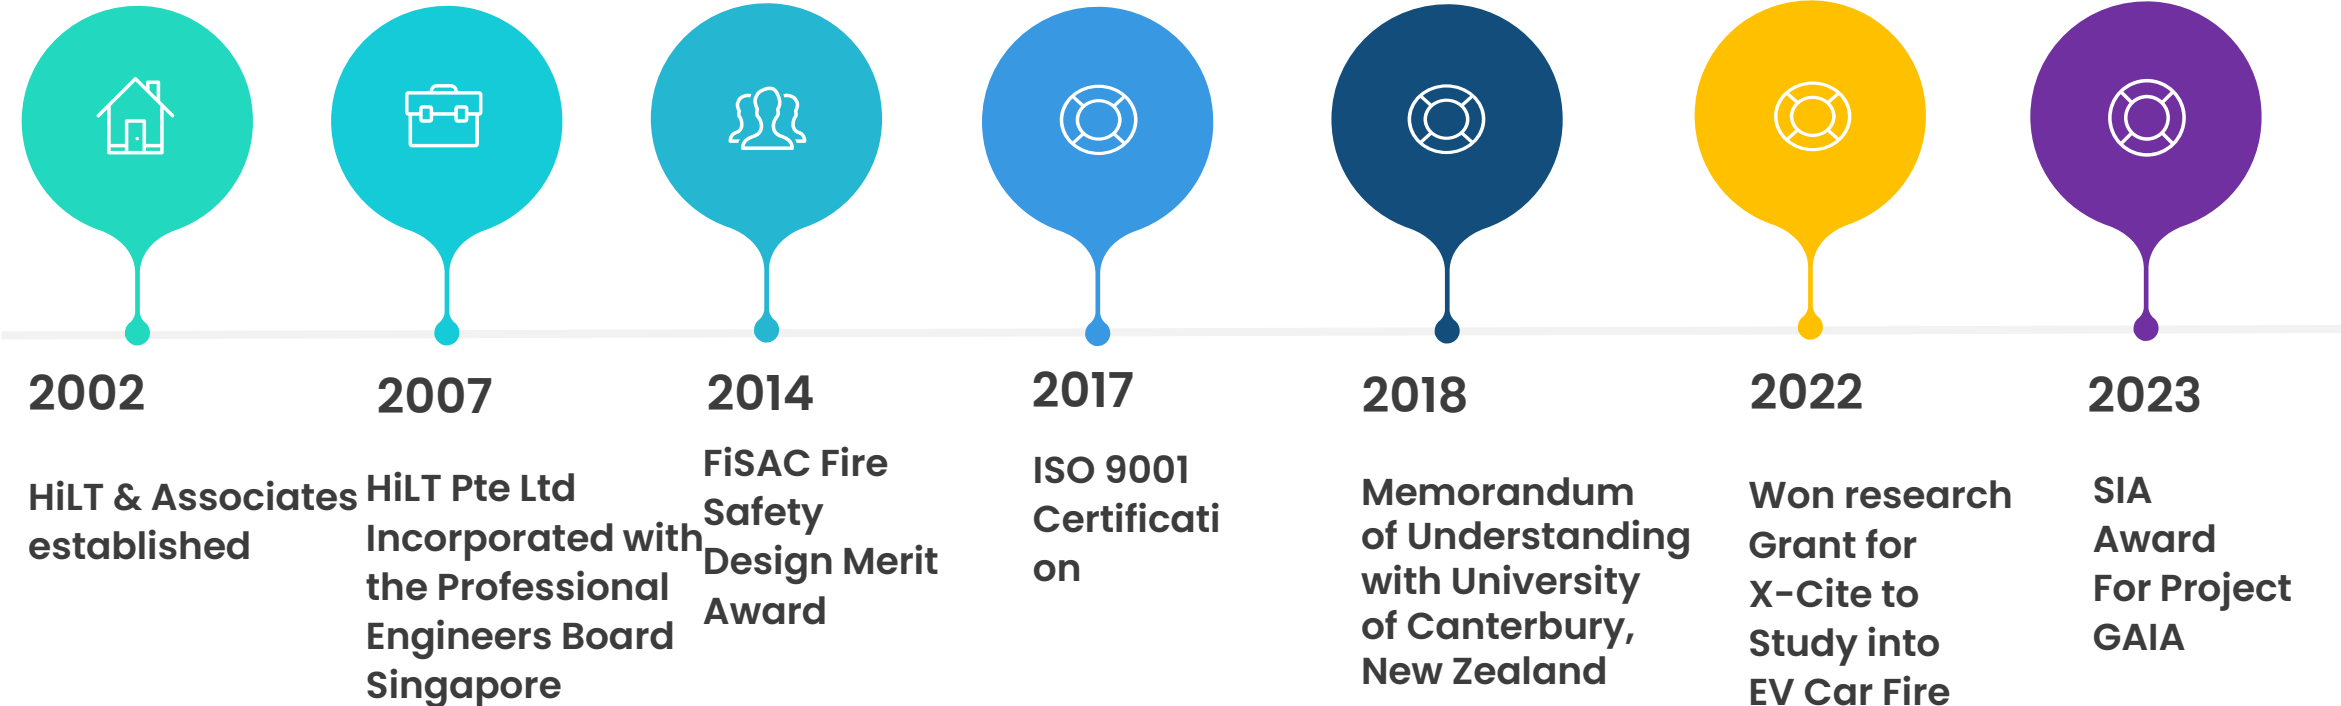 2002
HiLT & Associates
established
2007
HiLT Pte Ltd
Incorporated with
the Professional
Engineers Board
Singapore
2014
FiSAC Fire
Safety
Design Merit
Award
2017
ISO 9001
Certificati
on
2018
Memorandum
of Understanding
with University
of Canterbury,
New Zealand
2022
Won research
Grant for
X-Cite to
Study into
EV Car Fire
2023
SIA
Award
For Project
GAIA